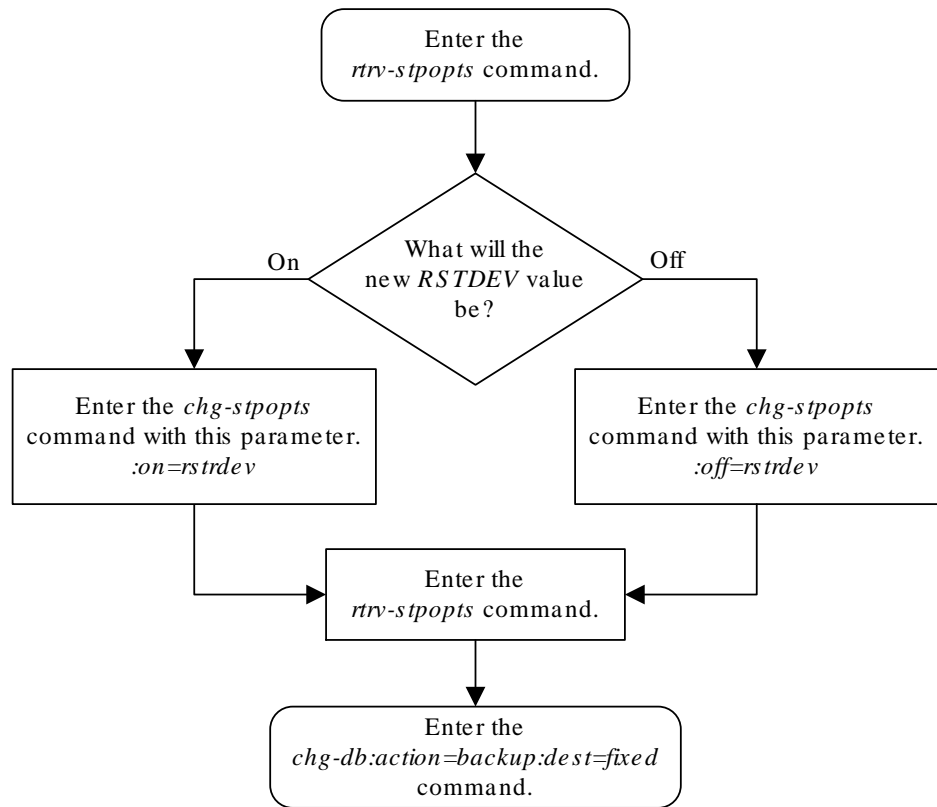 Enter the
rtrv-stpopts command.
What will the
new RSTDEV value
be?
On
Off
Enter the chg-stpopts
command with this parameter.
:on=rstrdev
Enter the chg-stpopts
command with this parameter.
:off=rstrdev
Enter the
rtrv-stpopts command.
Enter the
chg-db:action=backup:dest=fixed
command.